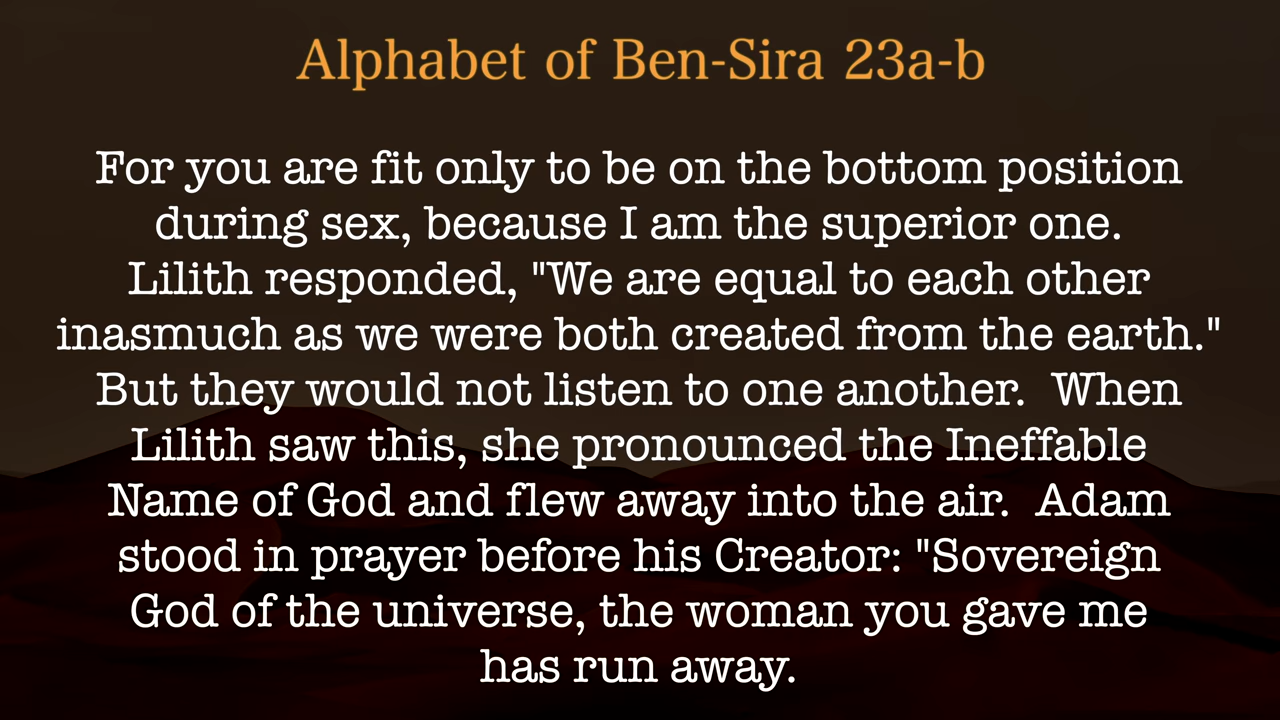 Alphabet of Ben-Sira 23a-b
For you are fit only to be on the bottom position
during sex, because I am the superior one.
Lilith responded, "We are equal to each other
inasmuch as we were both created from the earth."
But they would not listen to one another.  When
Lilith saw this, she pronounced the Ineffable
Name of God and flew away into the air.  Adam
stood in prayer before his Creator: "Sovereign
God of the universe, the woman you gave me
has run away.